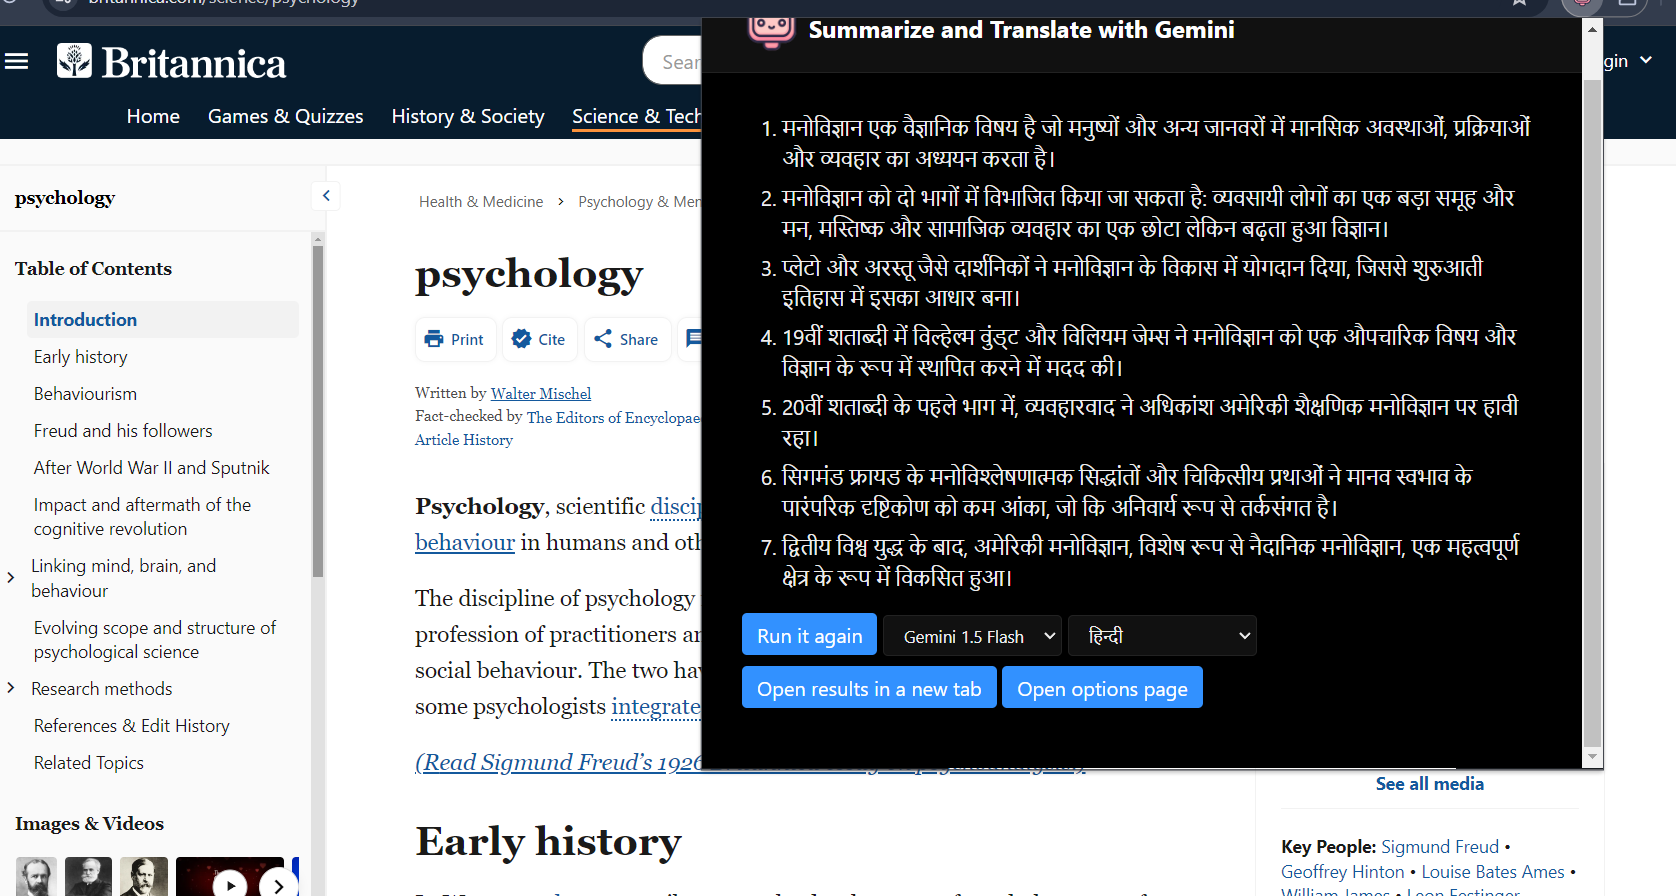 britannica.com/science/psychology
Britannica
Sear
gin
Home
Games & Quizzes
History & Society
Science & Tech
psychology
Table of Contents
Introduction
Early history
Behaviourism
Freud and his followers
After World War II and Sputnik
Impact and aftermath of the
cognitive revolution
Linking mind, brain, and
behaviour
Evolving scope and structure of
psychological science
Research methods
References & Edit History
Related Topics
Images & Videos
Health & Medicine > Psychology & Men
psychology
Print
Cite
Share
Written by Walter Mischel
Fact-checked by The Editors of Encyclopae
Article History
Psychology, scientific discip
behaviour in humans and oth
The discipline of psychology
profession of practitioners an
social behaviour. The two hav
some psychologists integrate
(Read Sigmund Freud's 1926
Early history
Summarize and Translate with Gemini
1. मनोविज्ञान एक वैज्ञानिक विषय है जो मनुष्यों और अन्य जानवरों में मानसिक अवस्थाओं, प्रक्रियाओं
और व्यवहार का अध्ययन करता है।
2. मनोविज्ञान को दो भागों में विभाजित किया जा सकता है: व्यवसायी लोगों का एक बड़ा समूह और
मन, मस्तिष्क और सामाजिक व्यवहार का एक छोटा लेकिन बढ़ता हुआ विज्ञान।
3. प्लेटो और अरस्तू जैसे दार्शनिकों ने मनोविज्ञान के विकास में योगदान दिया, जिससे शुरुआती
इतिहास में इसका आधार बना।
4. 19वीं शताब्दी में विल्हेल्म वुंड्ट और विलियम जेम्स ने मनोविज्ञान को एक औपचारिक विषय और
विज्ञान के रूप में स्थापित करने में मदद की।
5. 20वीं शताब्दी के पहले भाग में, व्यवहारवाद ने अधिकांश अमेरिकी शैक्षणिक मनोविज्ञान पर हावी
रहा।
6. सिगमंड फ्रायड के मनोविश्लेषणात्मक सिद्धांतों और चिकित्सीय प्रथाओं ने मानव स्वभाव के
पारंपरिक दृष्टिकोण को कम आंका, जो कि अनिवार्य रूप से तर्कसंगत है।
7. द्वितीय विश्व युद्ध के बाद, अमेरिकी मनोविज्ञान, विशेष रूप से नैदानिक मनोविज्ञान, एक महत्वपूर्ण
क्षेत्र के रूप में विकसित हुआ।
Run it again
Gemini 1.5 Flash
हिन्दी
Open results in a new tab
Open options page
See all media
Key People: Sigmund Freud •
Geoffrey Hinton • Louise Bates Ames •
William James • Leon Festinger